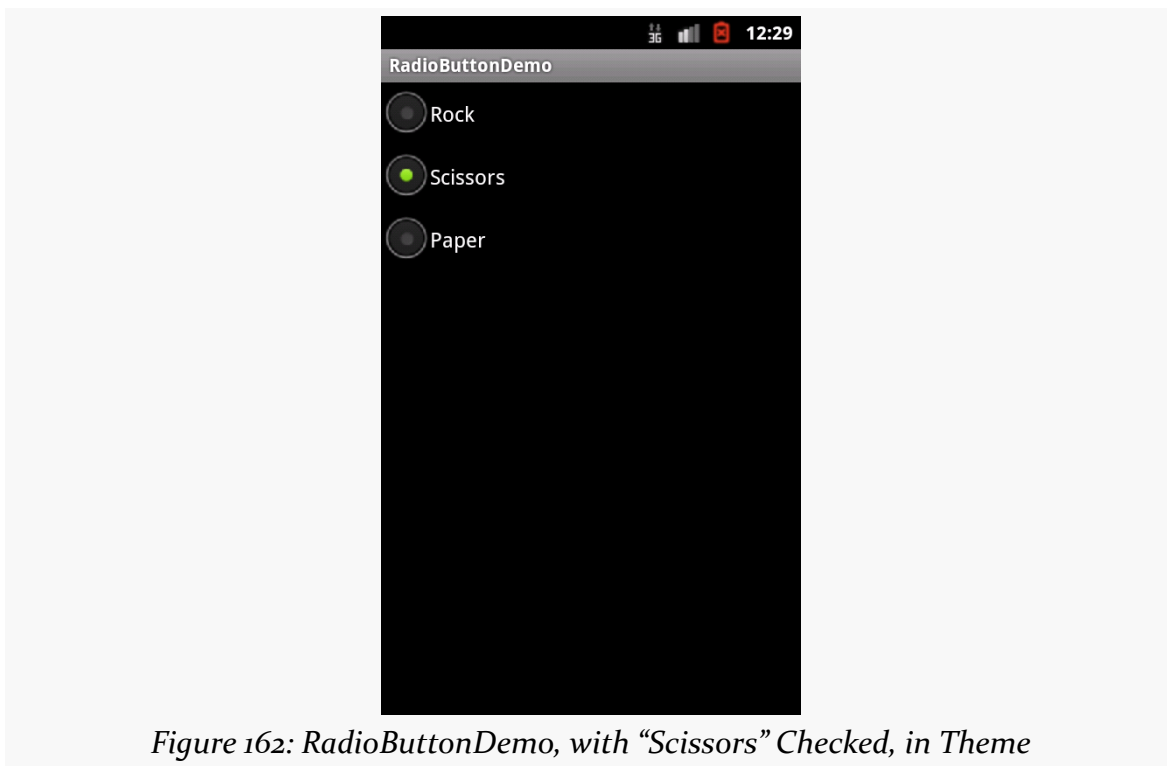 3G 12:29
RadioButtonDemo
Rock
Scissors
Paper
Figure 162: RadioButtonDemo, with “Scissors” Checked, in Theme